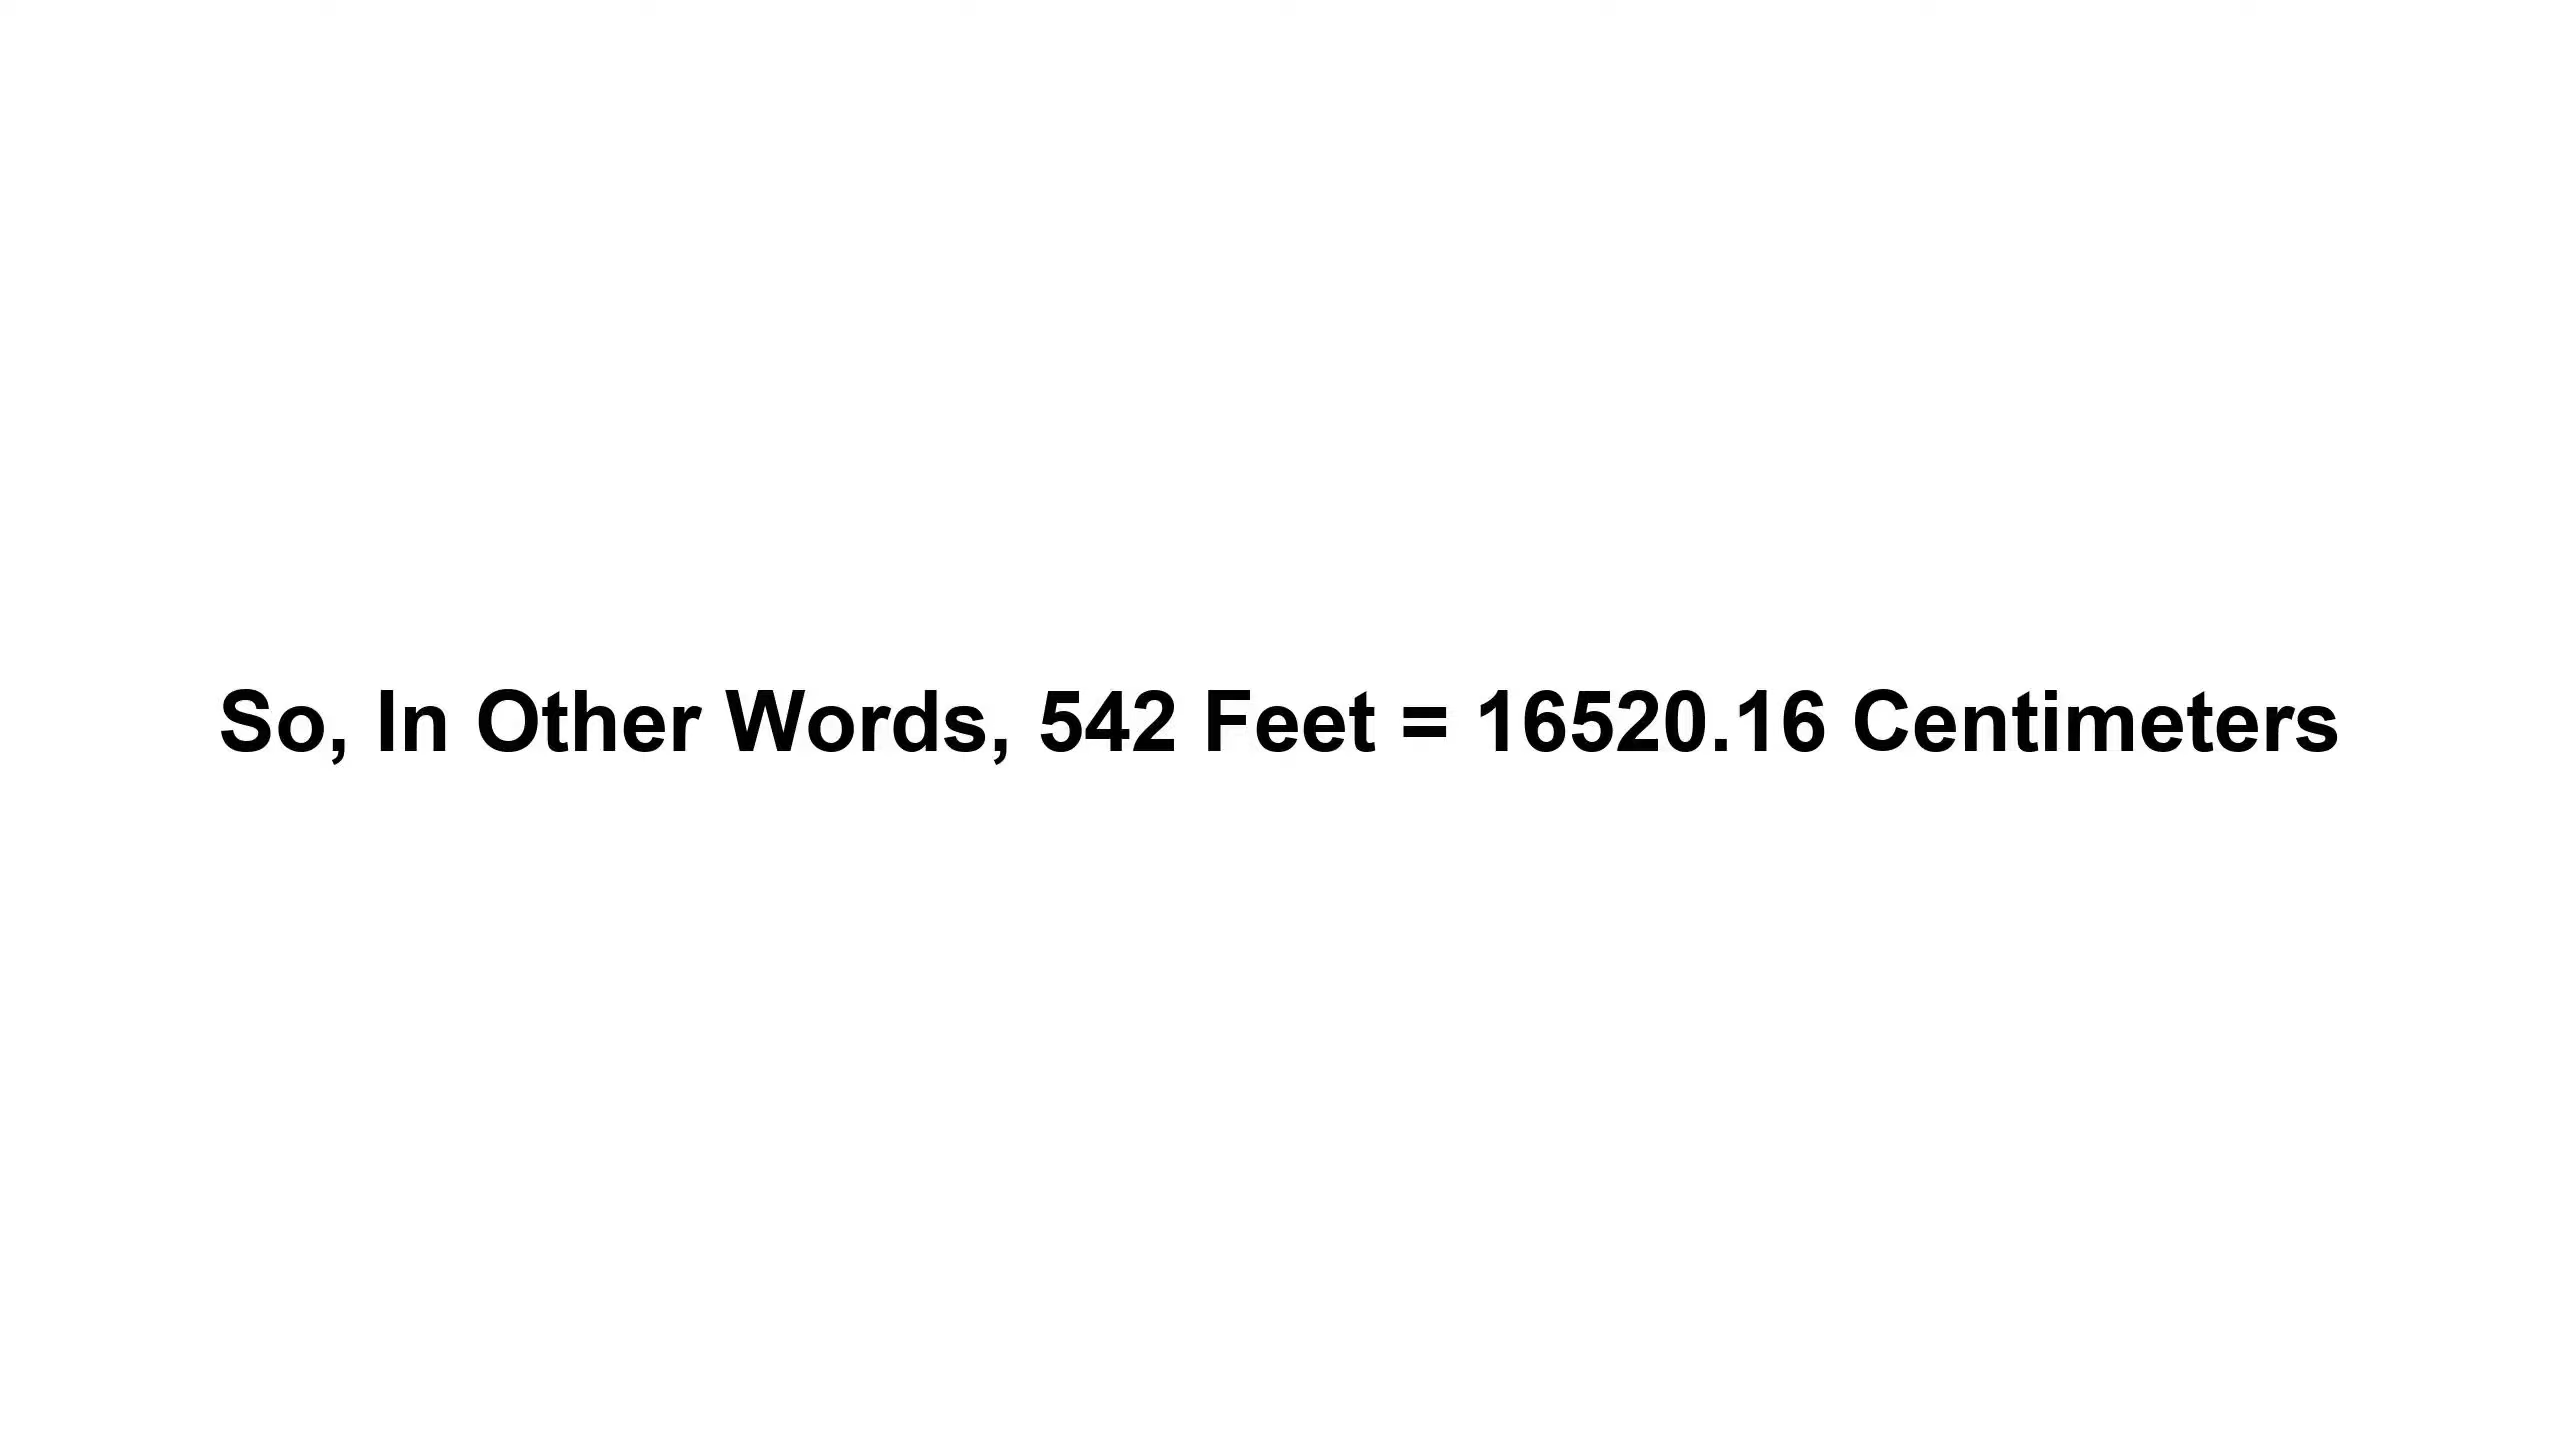 So, In Other Words, 542 Feet = 16520.16 Centimeters